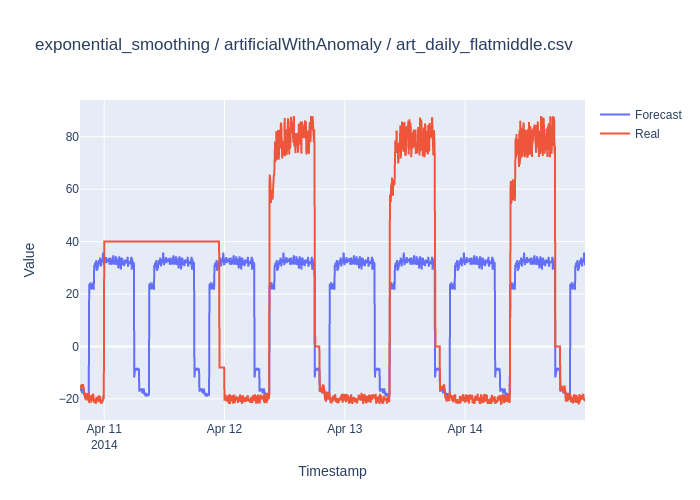 exponential_smoothing / artificialWithAnomaly / art_daily_flatmiddle.csv
Forecast
Real
Value
80
60
40
20
0
−20
Apr 11
2014
Apr 12
Apr 13
Apr 14
Timestamp